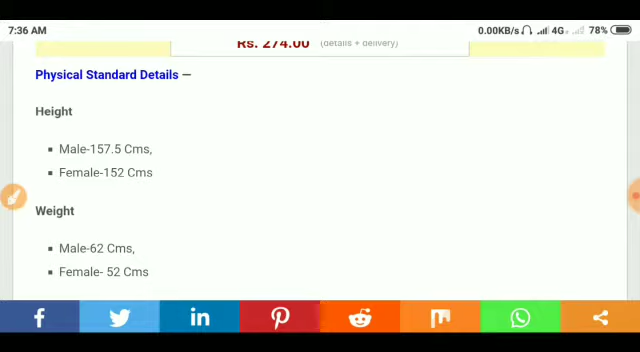 7:36 AM
0.00KB/s 4G 78%
Rs. 274.00 (details + delivery)
Physical Standard Details —
Height
Male-157.5 Cms,
Female-152 Cms
Weight
Male-62 Cms,
Female- 52 Cms